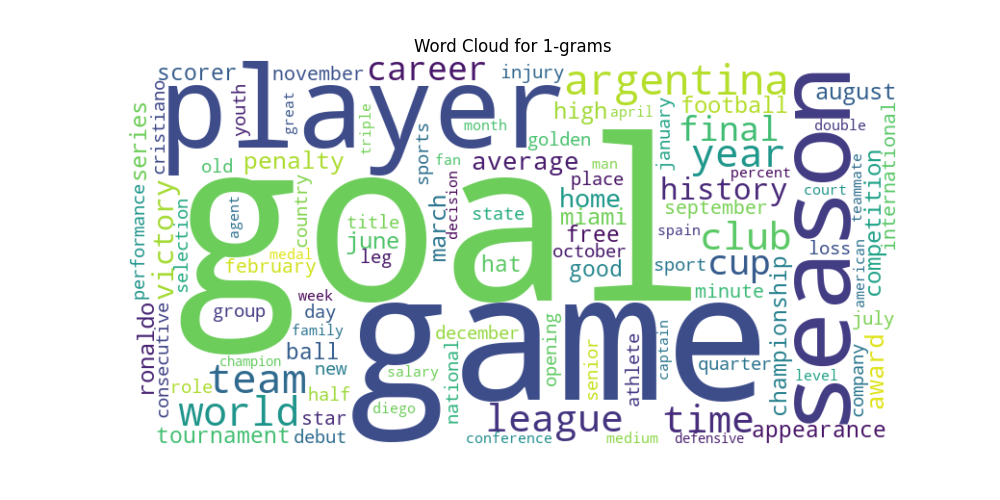 Word Cloud for 1-grams
scorer
november
career
injury
argentina
august
player
season
cristiano
youth
great
triple
month
high
april
football
january
double
series
sports
golden
final
international
old
penalty
fan
average
man
year
percent
teammate
performance
victory
selection
agent
country
title
june
leg
medal
february
march
decision
state
hat
place
home
miami
free
october
good
history
september
spain
club
sport
cup
court
loss
competition
american
goal
minute
championship
week
group
day
family
ronaldo
consecutive
december
game
opening
july
ball
new
champion
salary
national
senior
athlete
captain
quarter
level
company
award
role
team
half
diego
world
star
league
time
appearance
tournament
debut
conference
medium
defensive